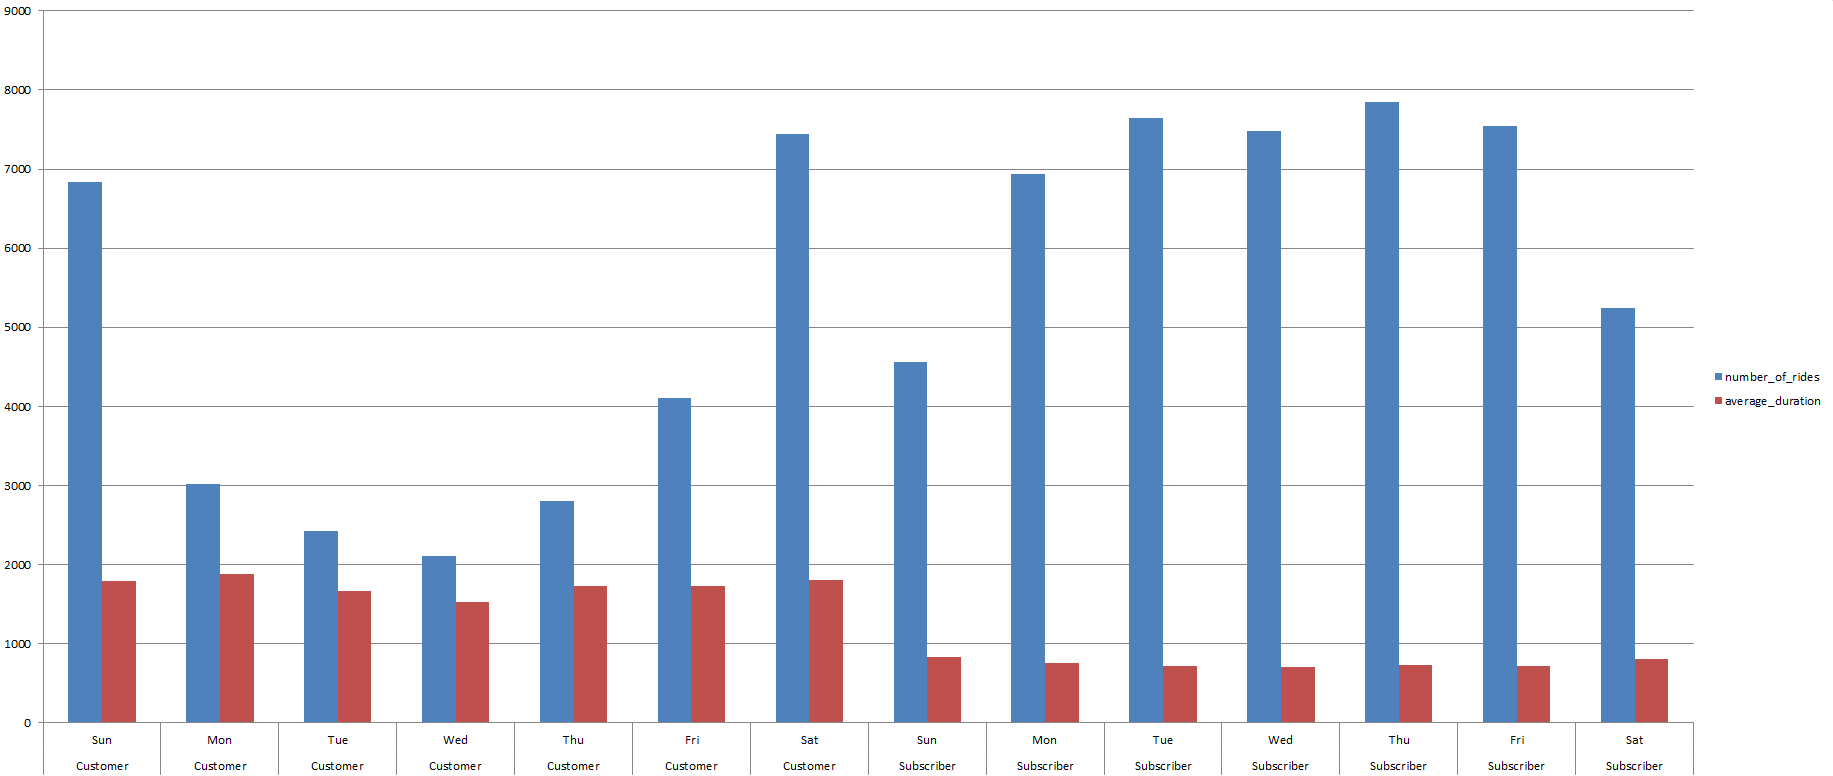 9000
8000
7000
6000
5000
4000
3000
2000
1000
0
Sun Mon Tue Wed Thu Fri Sat Sun Mon Tue Wed Thu Fri Sat
Customer Customer Customer Customer Customer Customer Customer Subscriber Subscriber Subscriber Subscriber Subscriber Subscriber Subscriber
number_of_rides
average_duration